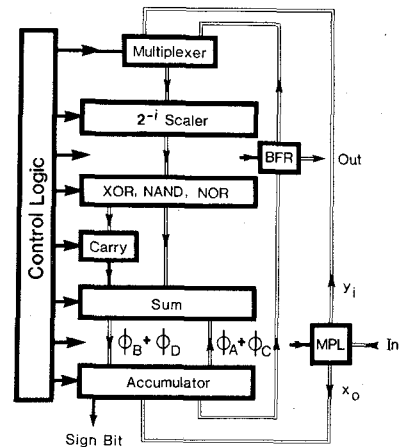 Control Logic
Multiplexer
2⁻ⁱ Scaler
BFR
Out
XOR, NAND, NOR
Carry
Sum
yᵢ
ϕB + ϕD
ϕA + ϕC
MPL
In
Accumulator
x₀
Sign Bit